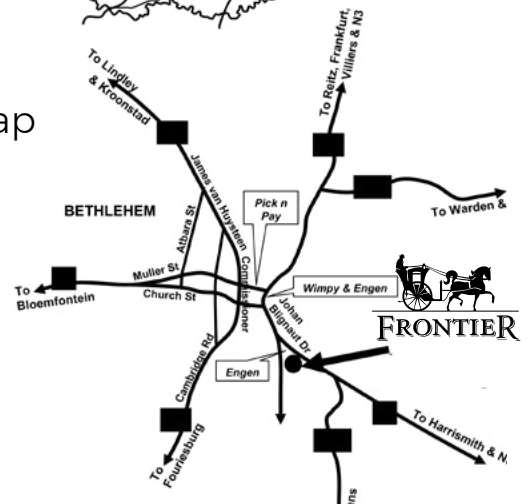 To Reitz, Frankfurt,
Villiers & N3
To Lindley
& Kroonstad
ap
James van Huysteen
BETHLEHEM
Atbara St
Pick n
Pay
To Warden &
Muller St
Commissioner
Wimpy & Engen
To
Bloemfontein
Church St
Johan
Blignaut Dr
FRONTIER
Cambridge Rd
Engen
To Harrismith & N
To
Fouriesburg
ns